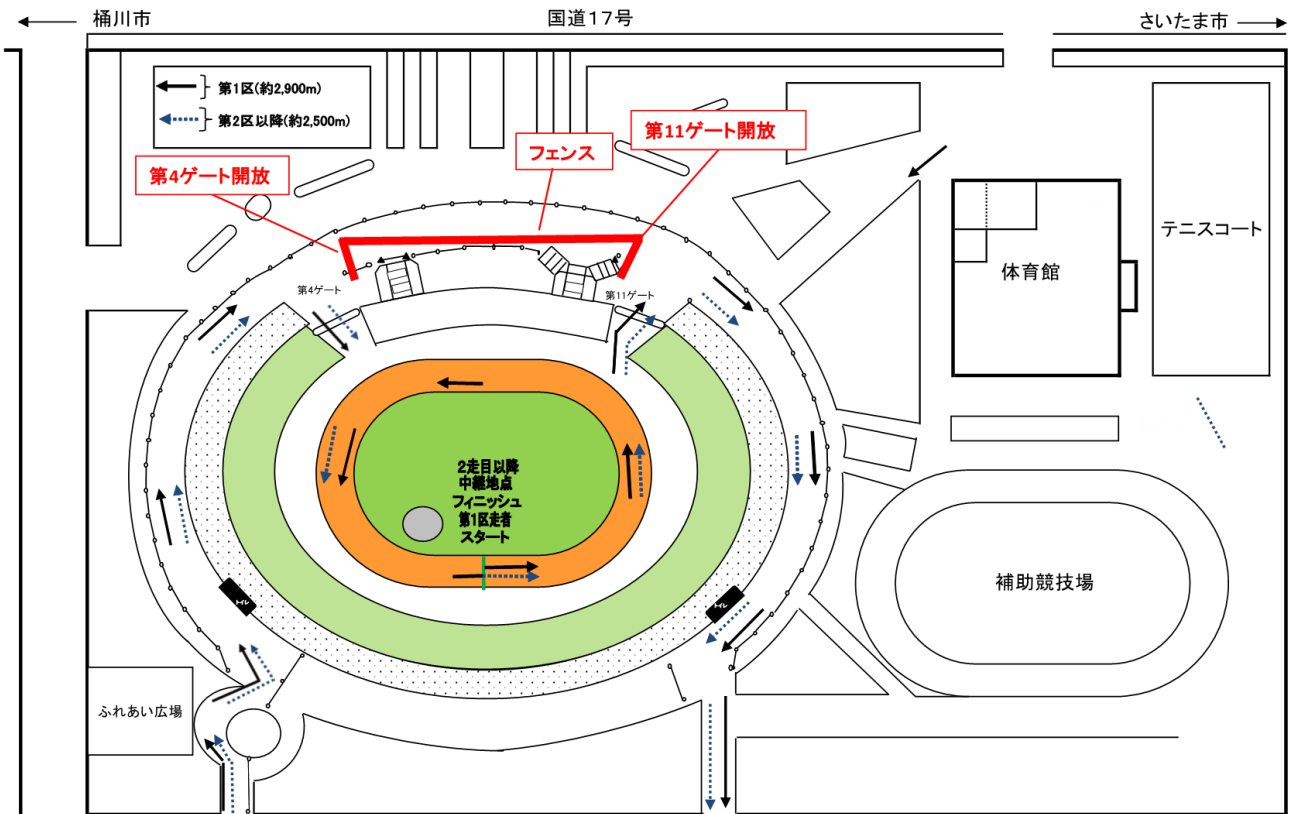 桶川市
国道17号
さいたま市
第1区(約2,900m)
第2区以降(約2,500m)
第11ゲート開放
フェンス
第4ゲート開放
テニスコート
体育館
第4ゲート
第11ゲート
2走目以降
中継地点
フィニッシュ
第1区走者
スタート
補助競技場
トイレ
トイレ
ふれあい広場